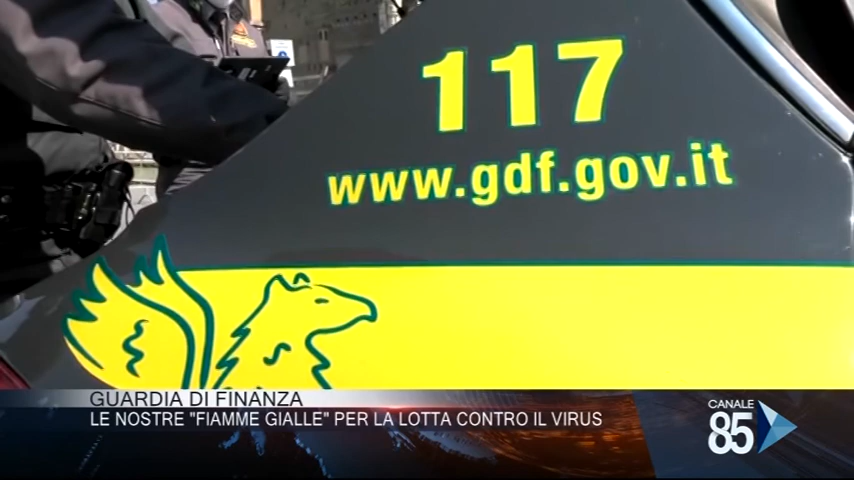 117
www.gdf.gov.it
GUARDIA DI FINANZA
LE NOSTRE "FIAMME GIALLE" PER LA LOTTA CONTRO IL VIRUS
CANALE
85